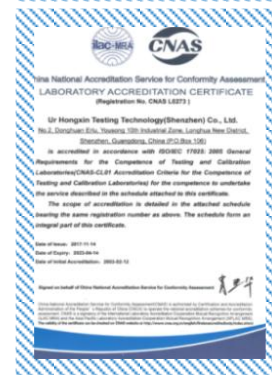 ilac-MRA
CNAS
hina National Accreditation Service for Conformity Assessment
LABORATORY ACCREDITATION CERTIFICATE
(Registration No. CNAS L6273 )
Ur Hongxin Testing Technology(Shenzhen) Co., Ltd.
No.2, Donghuan Erlu, Yousong 10th Industrial Zone, Longhua New District,
Shenzhen, Guangdong, China (P.O.Box 106)
is accredited in accordance with ISO/IEC 17025: 2005 General
Requirements for the Competence of Testing and Calibration
Laboratories(CNAS-CL01 Accreditation Criteria for the Competence of
Testing and Calibration Laboratories) for the competence to undertake
the service described in the schedule attached to this certificate.
The scope of accreditation is detailed in the attached schedule
bearing the same registration number as above. The schedule form an
integral part of this certificate.
Date of Issue: 2017-11-14
Date of Expiry: 2023-04-14
Date of Initial Accreditation: 2003-02-12
Signed on behalf of China National Accreditation Service for Conformity Assessment